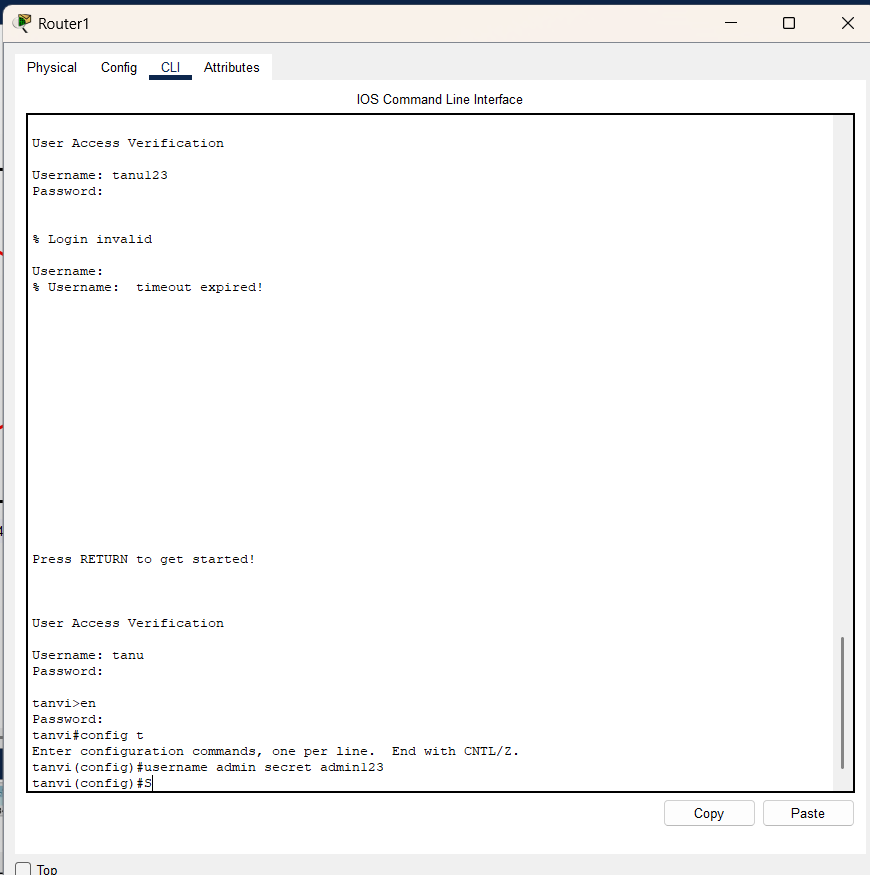 Router1
Physical Config CLI Attributes
IOS Command Line Interface
User Access Verification
Username: tanu123
Password:
% Login invalid
Username:
% Username:  timeout expired!
Press RETURN to get started!
User Access Verification
Username: tanu
Password:
tanvi>en
Password:
tanvi#config t
Enter configuration commands, one per line.  End with CNTL/Z.
tanvi(config)#username admin secret admin123
tanvi(config)#S
Copy Paste
Top